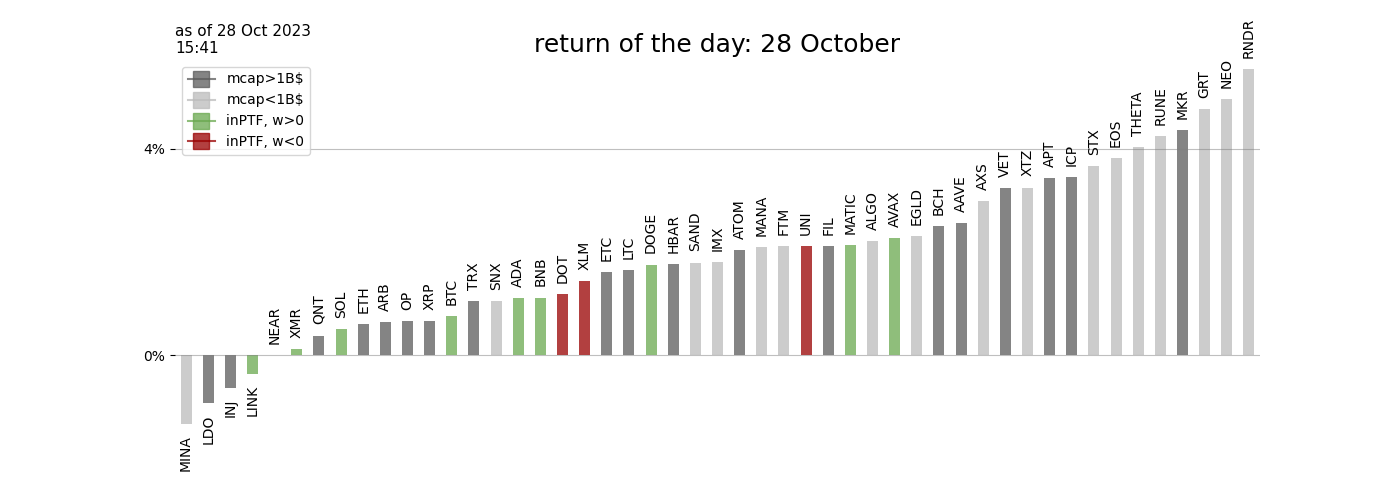 as of 28 Oct 2023
15:41
return of the day: 28 October
mcap>1B$
mcap<1B$
inPTF, w>0
inPTF, w<0
4%
0%
MINA
LDO
INJ
LINK
NEAR
XMR
QNT
SOL
ETH
ARB
OP
XRP
BTC
TRX
SNX
ADA
BNB
DOT
XLM
ETC
LTC
DOGE
HBAR
SAND
IMX
ATOM
MANA
FTM
UNI
FIL
MATIC
ALGO
AVAX
EGLD
BCH
AAVE
AXS
VET
XTZ
APT
ICP
STX
EOS
THETA
RUNE
MKR
GRT
NEO
RNDR